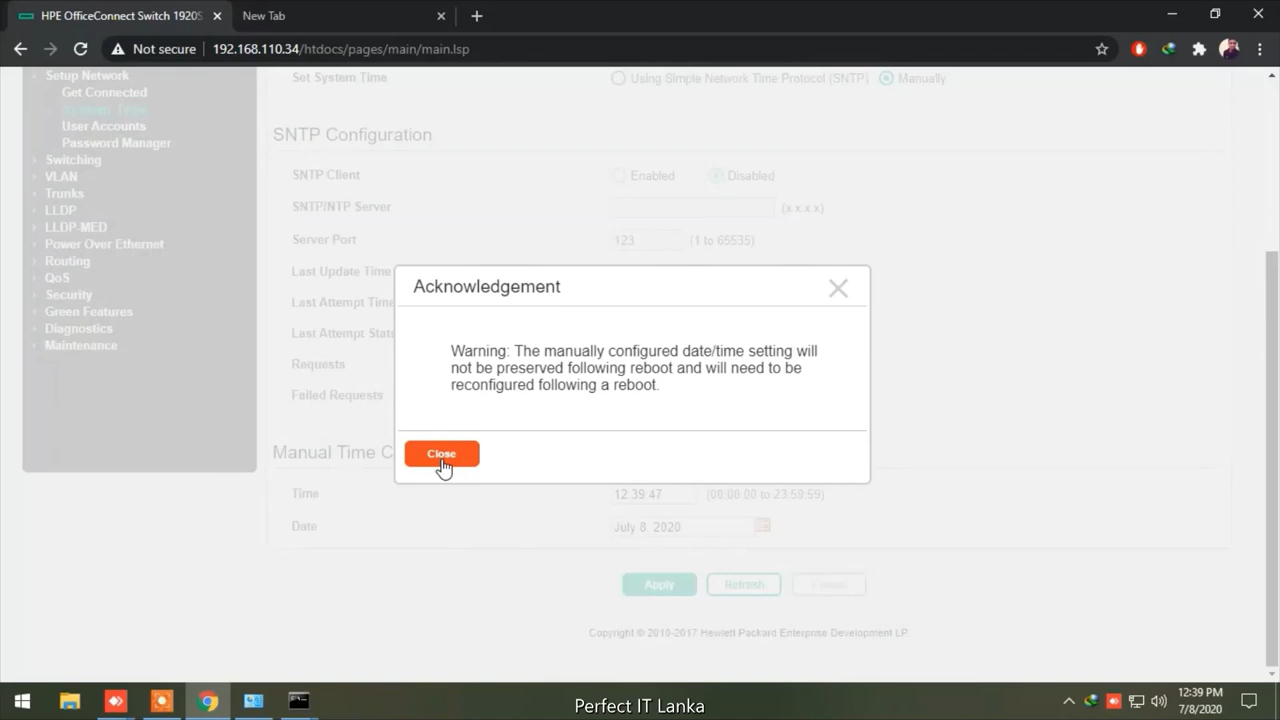 HPE OfficeConnect Switch 1920S
New Tab
Not secure
192.168.110.34/htdocs/pages/main/main.lsp
Setup Network
Get Connected
System Time
User Accounts
Password Manager
Switching
VLAN
Trunks
LLDP
LLDP-MED
Power Over Ethernet
Routing
QoS
Security
Green Features
Diagnostics
Maintenance
Set System Time
Using Simple Network Time Protocol (SNTP)
Manually
SNTP Configuration
SNTP Client
Enabled
Disabled
SNTP/NTP Server
(x.x.x.x)
Server Port
123
(1 to 65535)
Last Update Time
Last Attempt Time
Last Attempt Stat
Requests
Failed Requests
Acknowledgement
Warning: The manually configured date/time setting will
not be preserved following reboot and will need to be
reconfigured following a reboot.
Close
Manual Time C
Time
12:39:47
(00:00:00 to 23:59:59)
Date
July 8, 2020
Apply
Refresh
Cancel
Copyright © 2010-2017 Hewlett Packard Enterprise Development LP.
12:39 PM
7/8/2020
Perfect IT Lanka